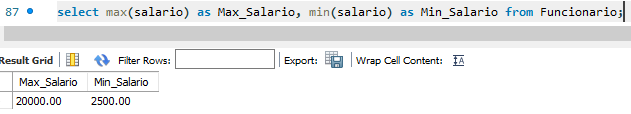 87 select max(salario) as Max_Salario, min(salario) as Min_Salario from Funcionario;
Result Grid Filter Rows: Export: Wrap Cell Content: IA
Max_Salario Min_Salario
20000.00 2500.00